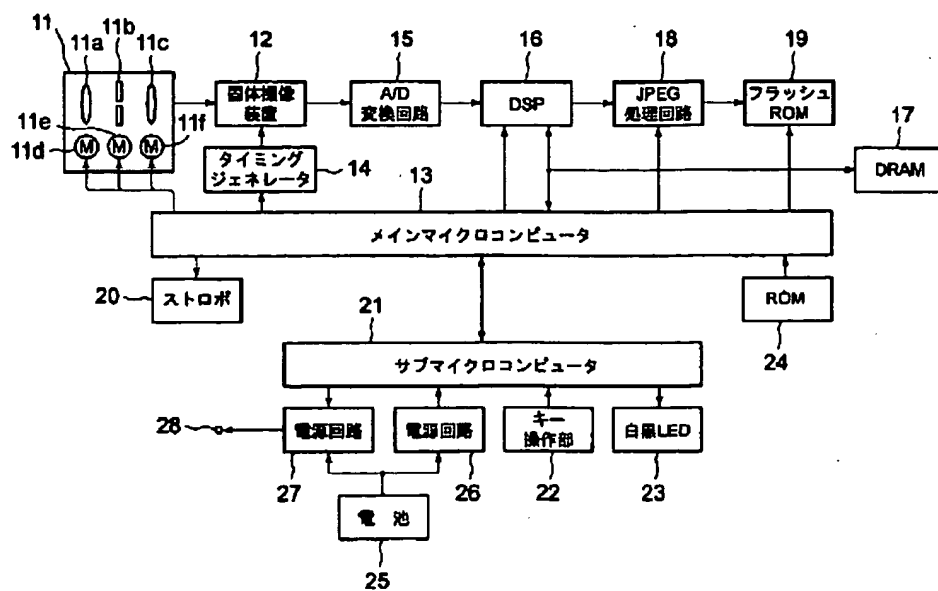 11
11a
11b
11c
11e
11d
11f
M
M
M
12
固体撮像
装置
15
A/D
変換回路
16
DSP
18
JPEG
処理回路
19
フラッシュ
ROM
17
DRAM
タイミング
ジェネレータ
14
13
メインマイクロコンピュータ
20
ストロボ
ROM
24
21
サブマイクロコンピュータ
28
電源回路
27
電源回路
26
キー
操作部
22
白黒LED
23
電 池
25